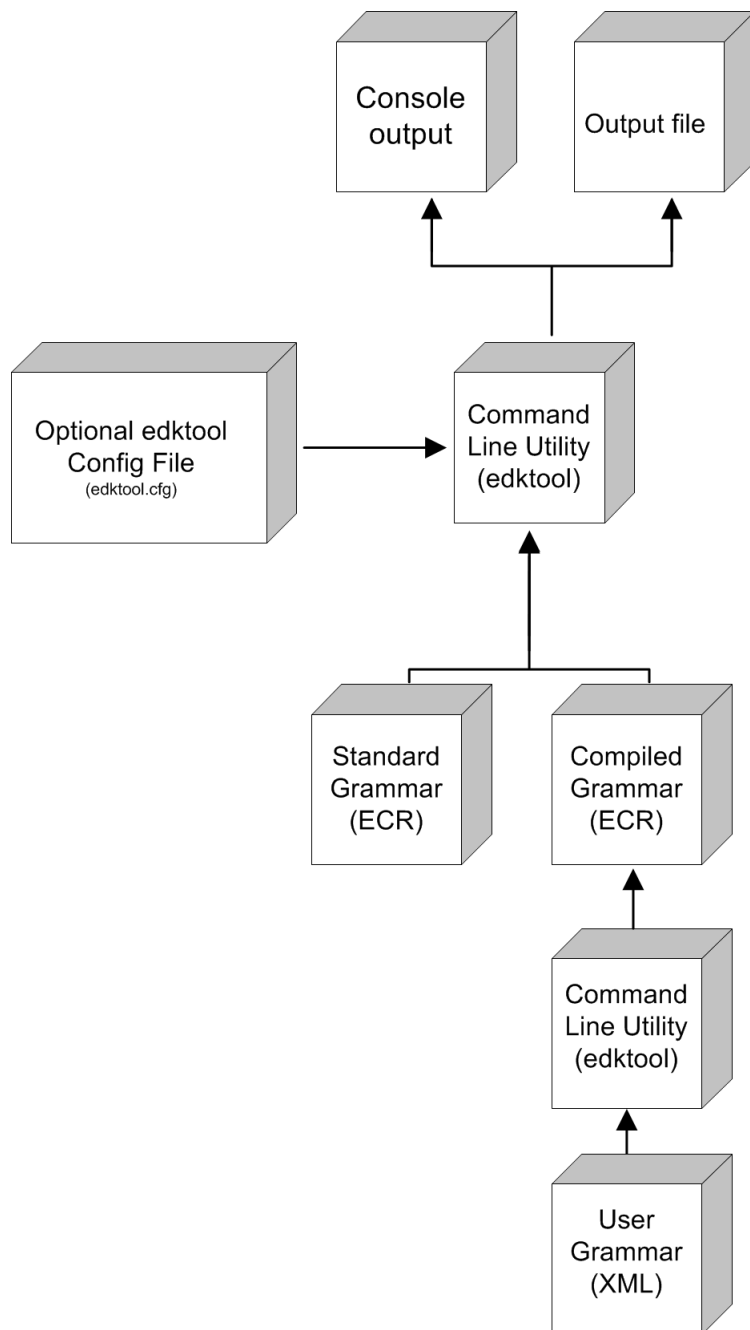 Console
output
Output file
Optional edktool
Config File
(edktool.cfg)
Command
Line Utility
(edktool)
Standard
Grammar
(ECR)
Compiled
Grammar
(ECR)
Command
Line Utility
(edktool)
User
Grammar
(XML)